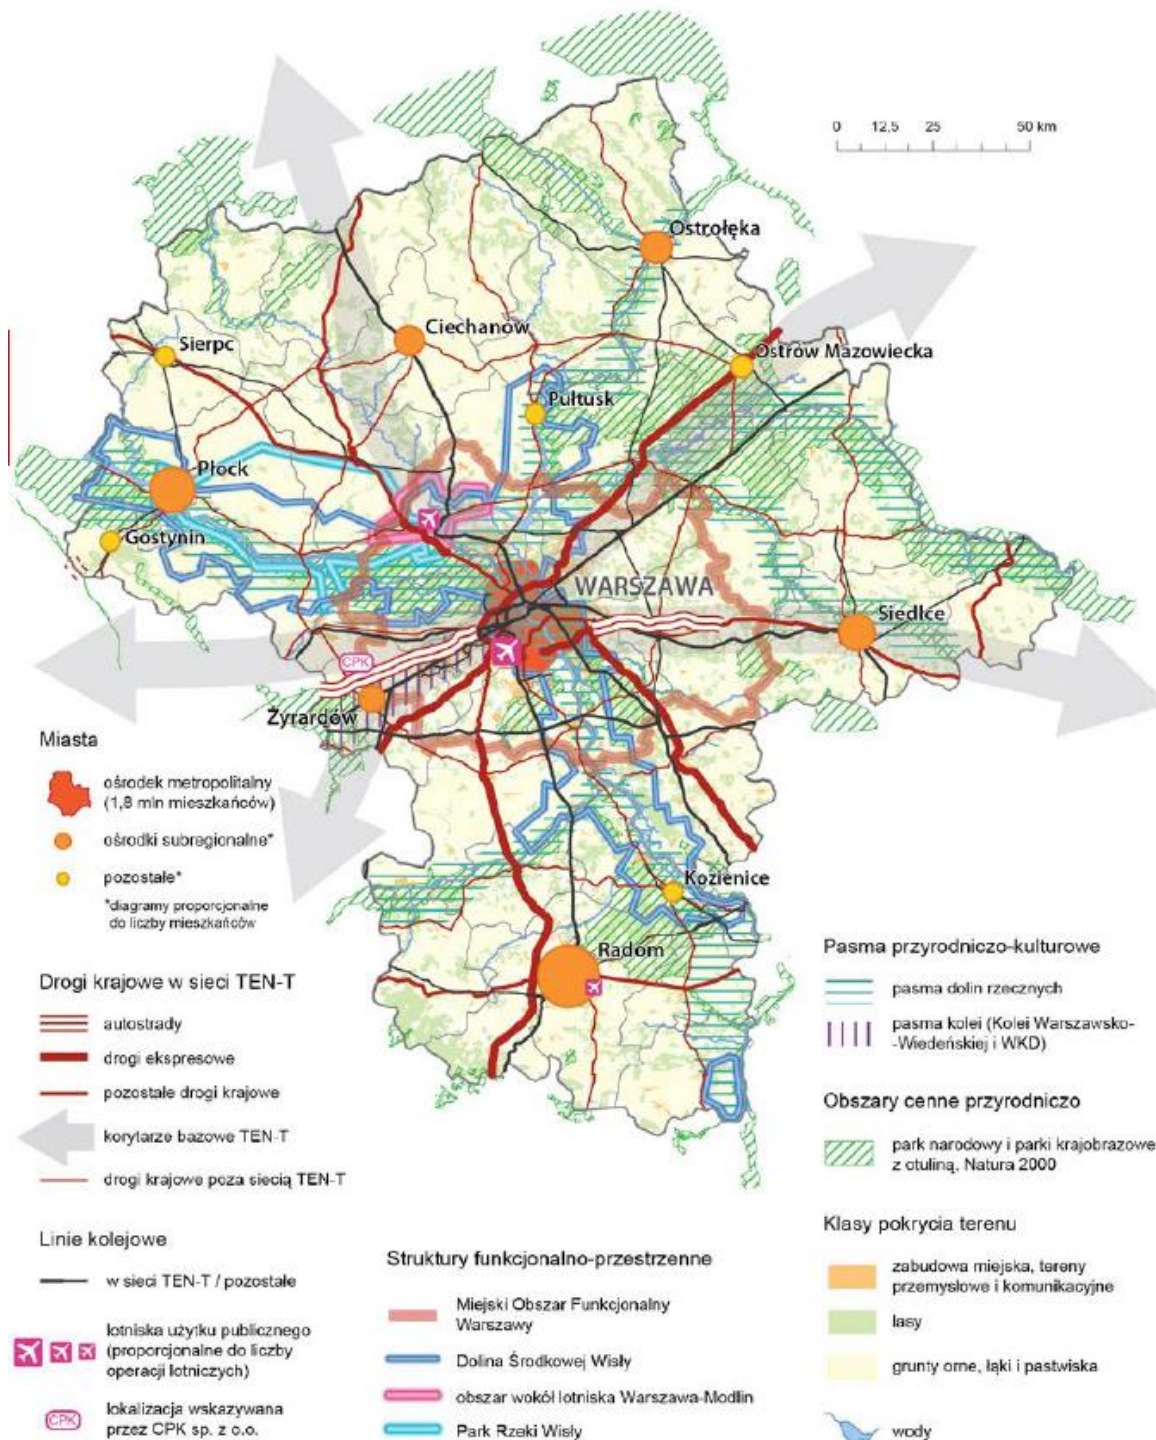 0 12,5 25 50 km
Ostrołęka
Ciechanów
Sierpc
Ostrów Mazowiecka
Pułtusk
Płock
Gostynin
WARSZAWA
Siedlce
CPK
Żyrardów
Kozienice
Radom
Miasta
ośrodek metropolitalny
(1,8 mln mieszkańców)
ośrodki subregionalne*
pozostałe*
*diagramy proporcjonalne
do liczby mieszkańców
Drogi krajowe w sieci TEN-T
autostrady
drogi ekspresowe
pozostałe drogi krajowe
korytarze bazowe TEN-T
drogi krajowe poza siecią TEN-T
Linie kolejowe
w sieci TEN-T / pozostałe
lotniska użytku publicznego
(proporcjonalne do liczby
operacji lotniczych)
CPK
lokalizacja wskazywana
przez CPK sp. z o.o.
Struktury funkcjonalno-przestrzenne
Miejski Obszar Funkcjonalny
Warszawy
Dolina Środkowej Wisły
obszar wokół lotniska Warszawa-Modlin
Park Rzeki Wisły
Pasma przyrodniczo-kulturowe
pasma dolin rzecznych
pasma kolei (Kolei Warszawsko-
-Wiedeńskiej i WKD)
Obszary cenne przyrodniczo
park narodowy i parki krajobrazowe
z otuliną, Natura 2000
Klasy pokrycia terenu
zabudowa miejska, tereny
przemysłowe i komunikacyjne
lasy
grunty orne, łąki i pastwiska
wody